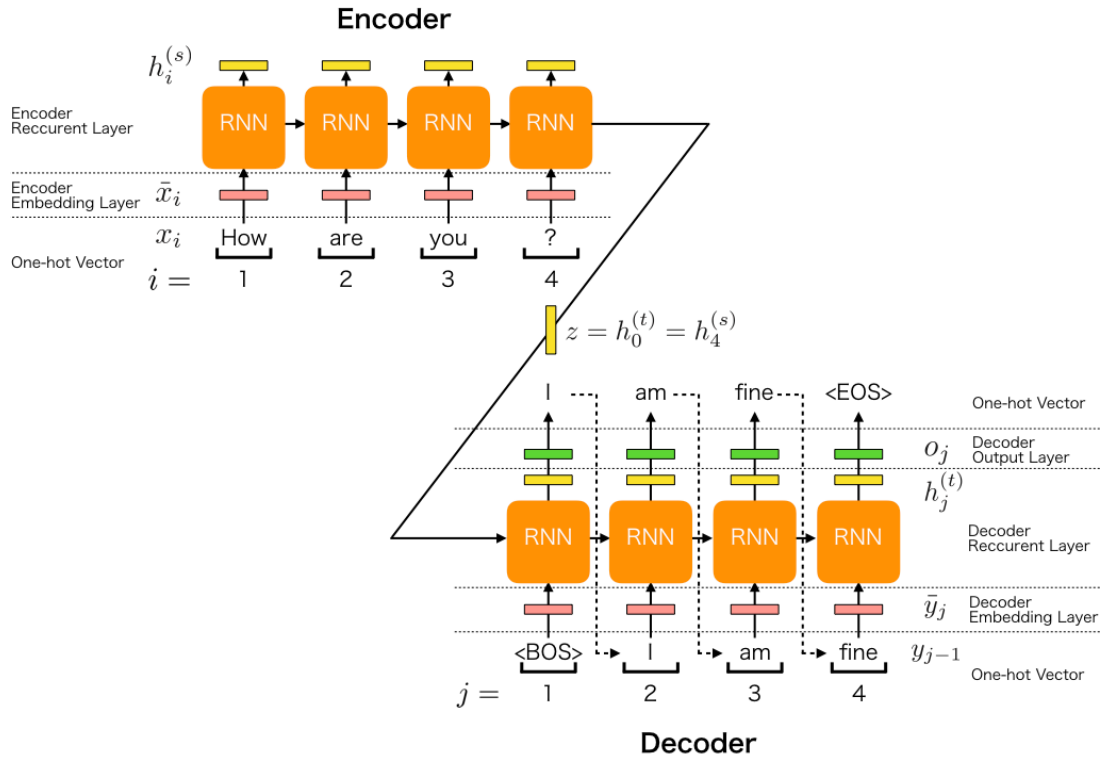 Encoder
h_i^{(s)}
RNN RNN RNN RNN
Encoder
Reccurent Layer
Encoder
Embedding Layer
x̄_i
x_i How are you ?
One-hot Vector
i = 1 2 3 4
z = h_0^{(t)} = h_4^{(s)}
I am fine <EOS>
One-hot Vector
o_j
Decoder
Output Layer
h_j^{(t)}
RNN RNN RNN RNN
Decoder
Reccurent Layer
ȳ_j
Decoder
Embedding Layer
<BOS> I am fine y_{j-1}
One-hot Vector
j = 1 2 3 4
Decoder